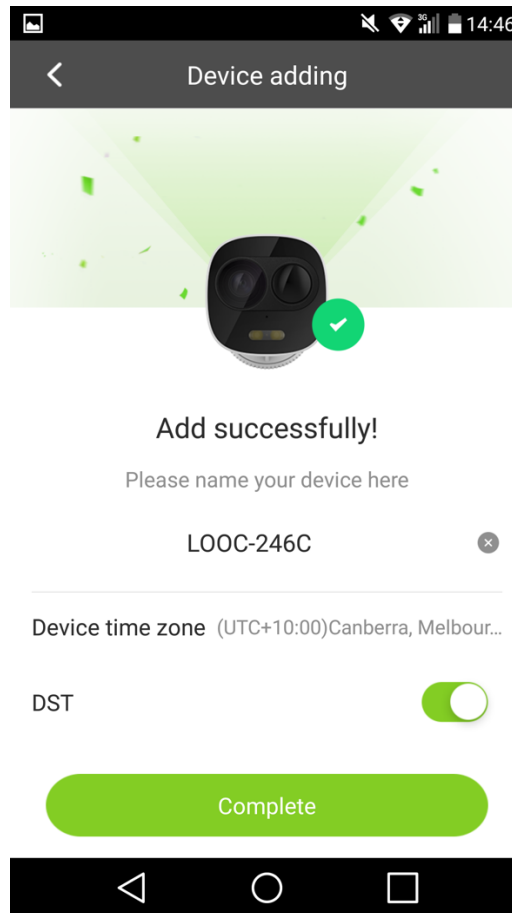 3G 14:46
Device adding
Add successfully!
Please name your device here
LOOC-246C
Device time zone (UTC+10:00)Canberra, Melbour...
DST
Complete